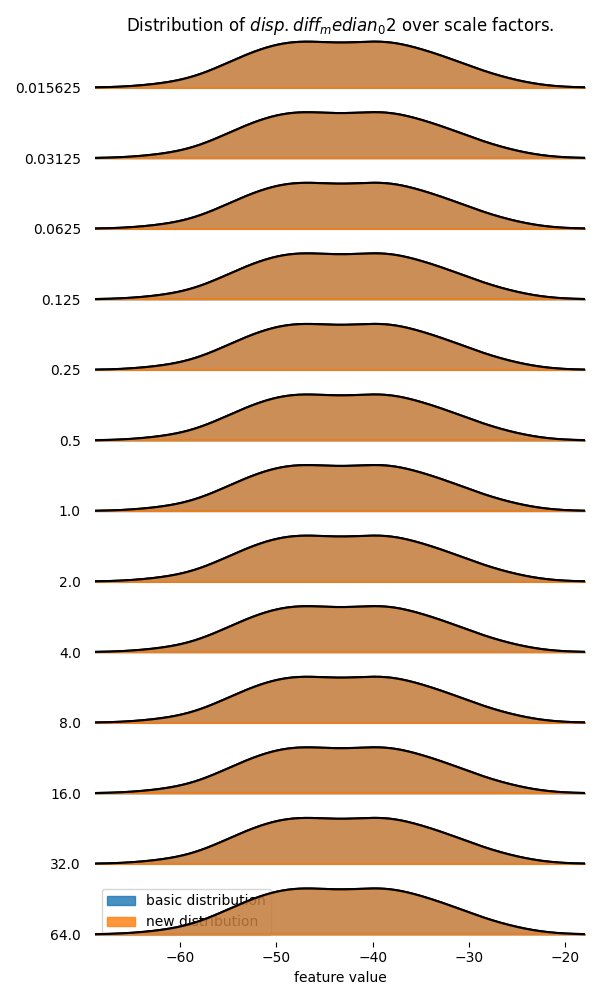 Distribution of disp.diff_median_02 over scale factors.
0.015625
0.03125
0.0625
0.125
0.25
0.5
1.0
2.0
4.0
8.0
16.0
32.0
basic distribution
new distribution
64.0
−60 −50 −40 −30 −20
feature value